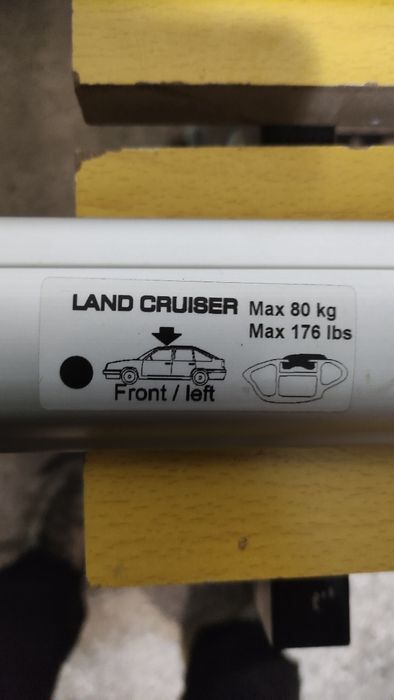 LAND CRUISER Max 80 kg
Max 176 lbs
Front / left